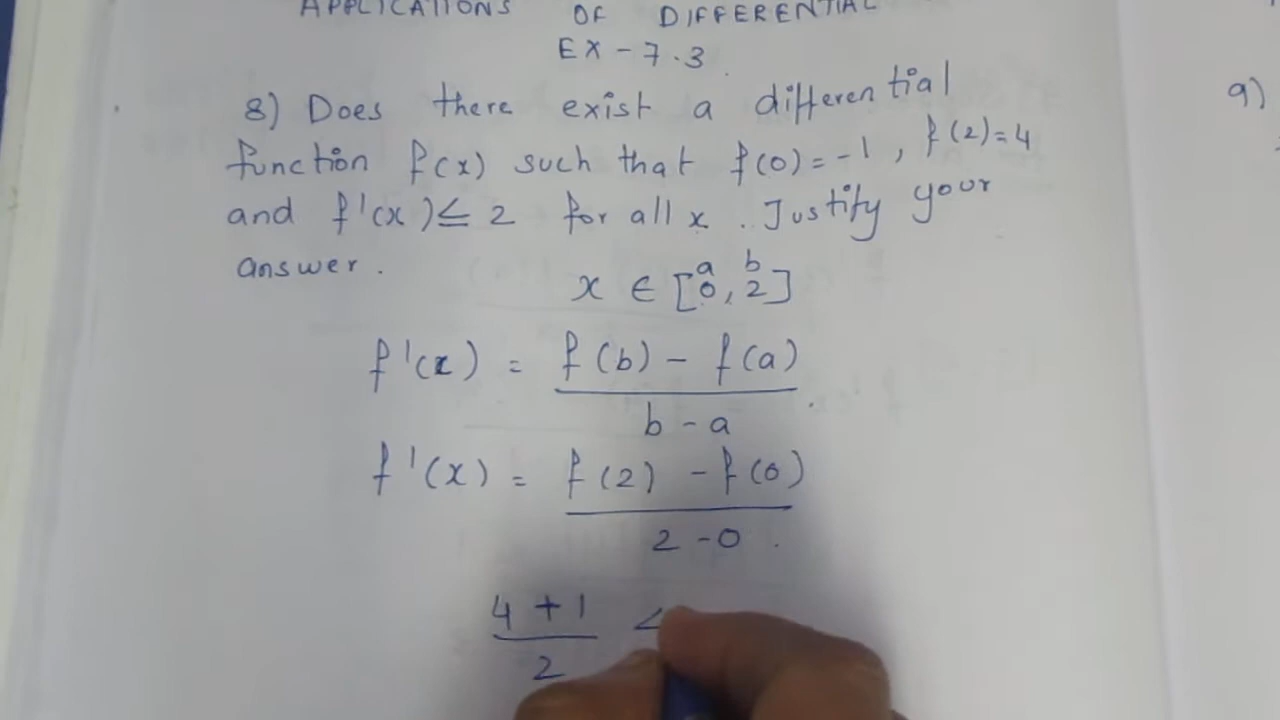 APPLICATIONS OF DIFFERENTIAL
EX - 7.3
8) Does there exist a differential
function f(x) such that f(0) = -1, f(2) = 4
and f'(x) ≤ 2 for all x. Justify your
answer.
x ∈ [0, 2]
a b
f'(x) = f(b) - f(a)
b - a
f'(x) = f(2) - f(0)
2 - 0
4 + 1 <
2
9)